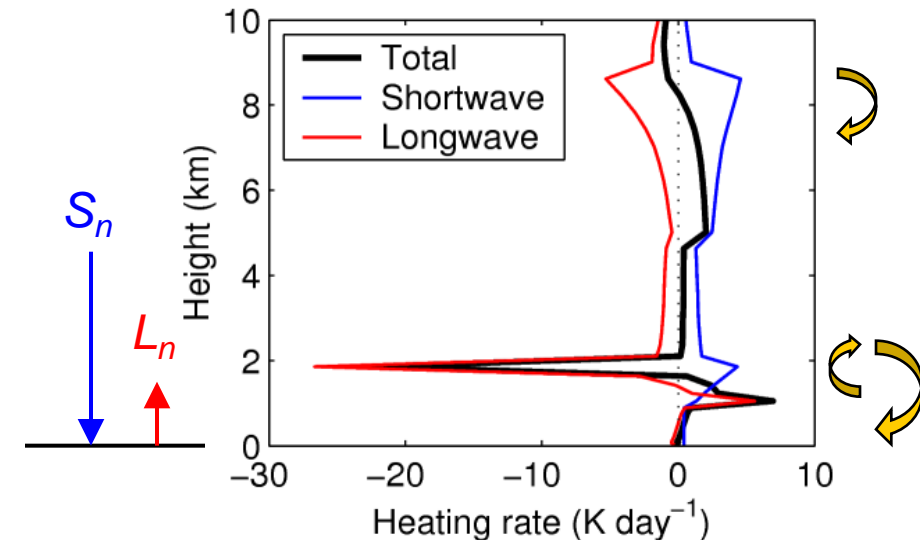 10
8
6
4
2
0
Height (km)
Total
Shortwave
Longwave
Sn
Ln
−30
−20
−10
0
10
Heating rate (K day⁻¹)